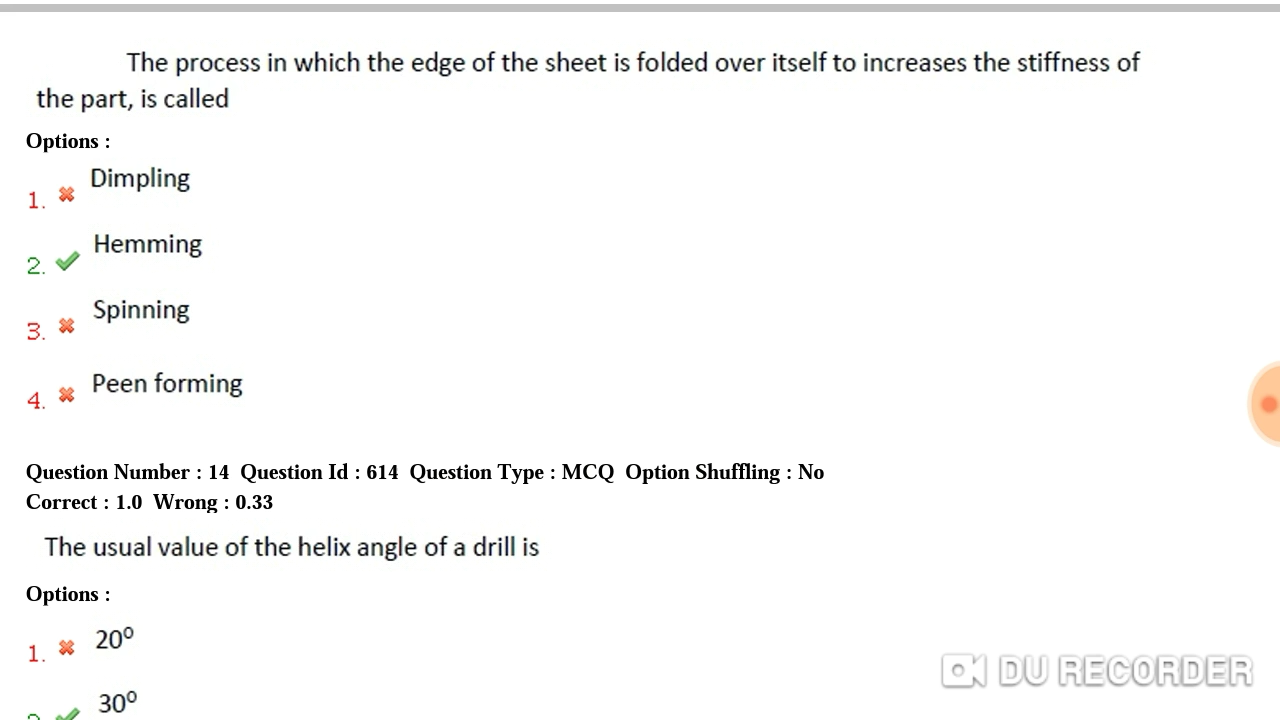 The process in which the edge of the sheet is folded over itself to increases the stiffness of
the part, is called
Options :
1. Dimpling
2. Hemming
3. Spinning
4. Peen forming
Question Number : 14 Question Id : 614 Question Type : MCQ Option Shuffling : No
Correct : 1.0 Wrong : 0.33
The usual value of the helix angle of a drill is
Options :
1. 20⁰
30⁰
DU RECORDER